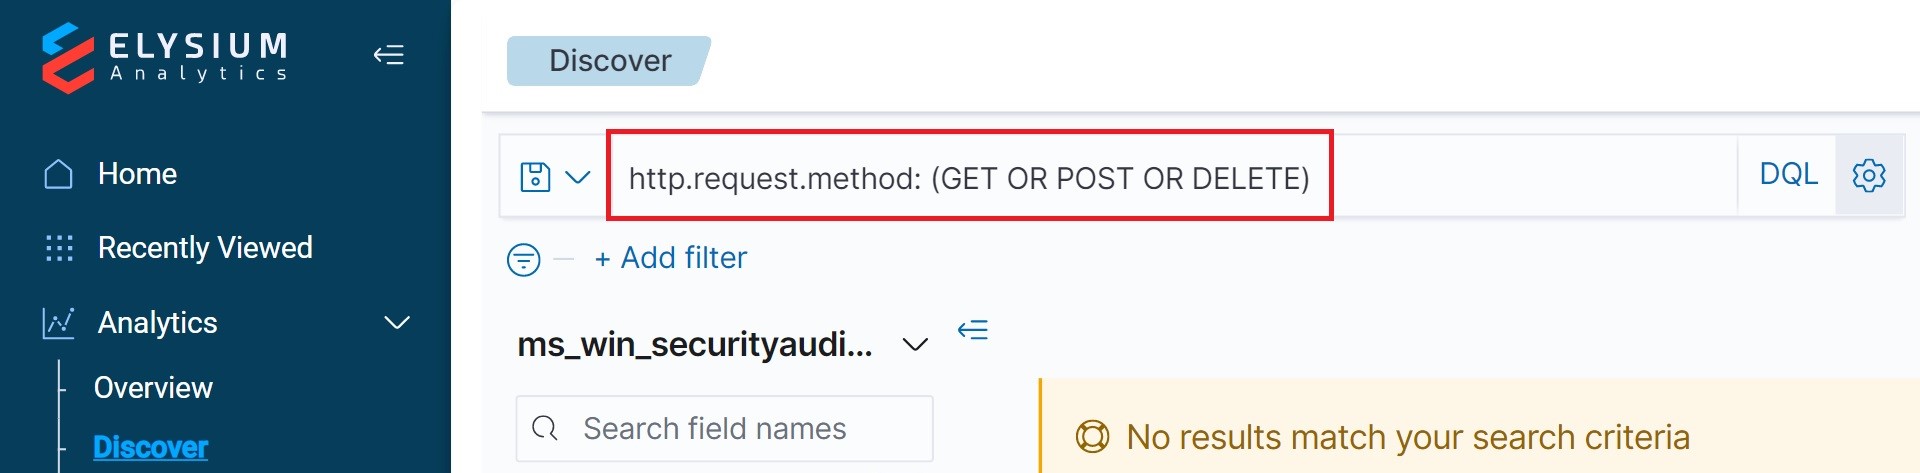 ELYSIUM
Analytics
Home
Recently Viewed
Analytics
Overview
Discover
Discover
http.request.method: (GET OR POST OR DELETE)
DQL
+ Add filter
ms_win_securityaudi...
Search field names
No results match your search criteria